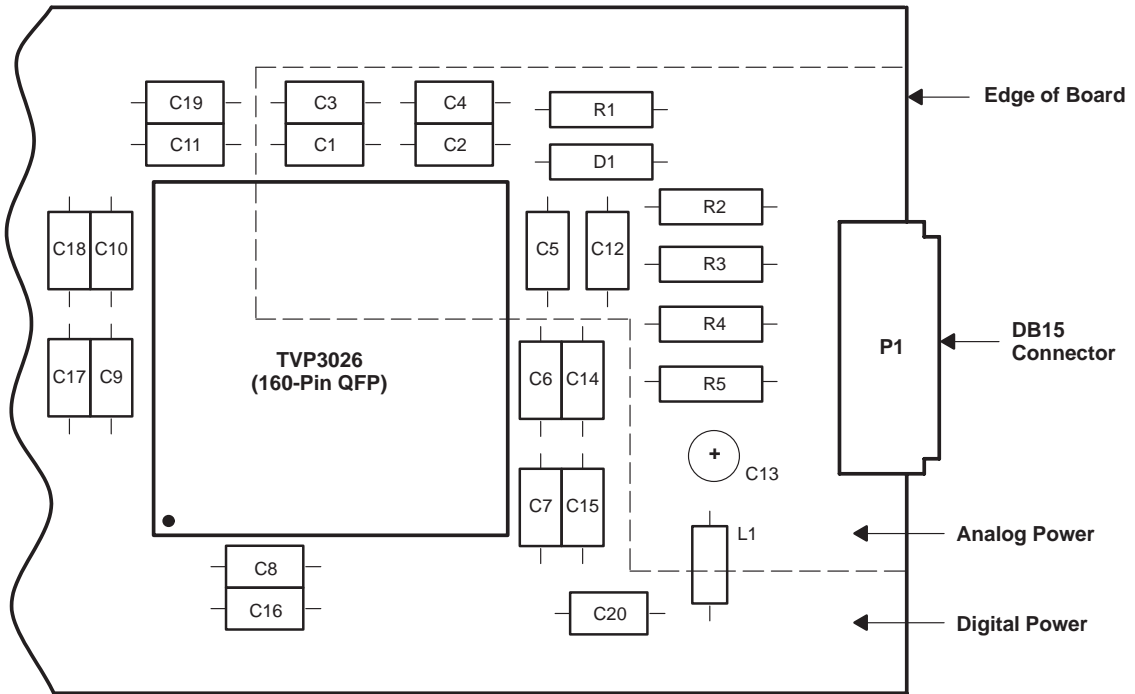 C19
C3
C4
R1
Edge of Board
C11
C1
C2
D1
R2
C18
C10
C5
C12
R3
R4
DB15
Connector
P1
TVP3026
(160-Pin QFP)
C17
C9
C6
C14
R5
+
C13
C7
C15
L1
Analog Power
C8
C16
C20
Digital Power